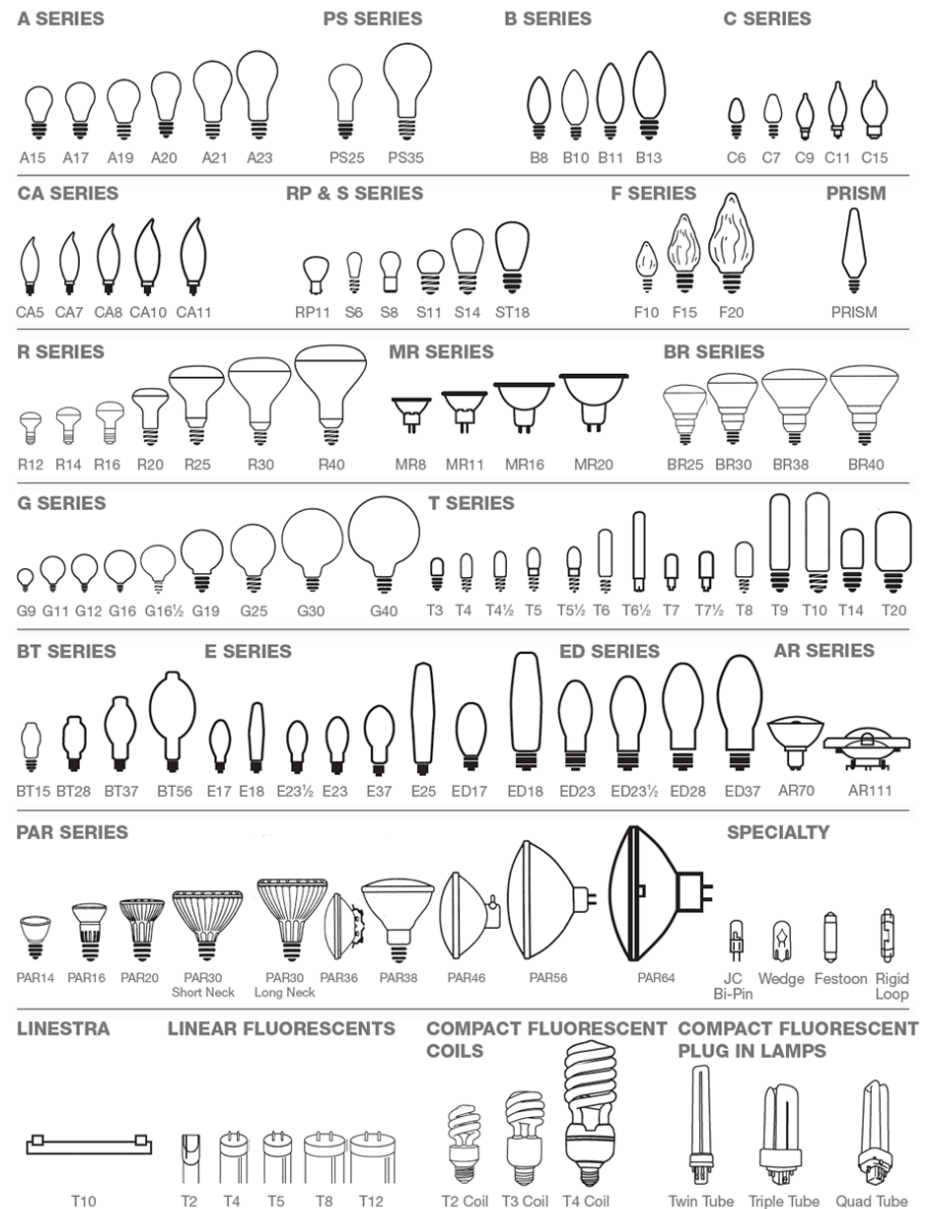 A SERIES PS SERIES B SERIES C SERIES
A15 A17 A19 A20 A21 A23 PS25 PS35 B8 B10 B11 B13 C6 C7 C9 C11 C15
CA SERIES RP & S SERIES F SERIES PRISM
CA5 CA7 CA8 CA10 CA11 RP11 S6 S8 S11 S14 ST18 F10 F15 F20 PRISM
R SERIES MR SERIES BR SERIES
R12 R14 R16 R20 R25 R30 R40 MR8 MR11 MR16 MR20 BR25 BR30 BR38 BR40
G SERIES T SERIES
G9 G11 G12 G16 G16½ G19 G25 G30 G40 T3 T4 T4½ T5 T5½ T6 T6½ T7 T7½ T8 T9 T10 T14 T20
BT SERIES E SERIES ED SERIES AR SERIES
BT15 BT28 BT37 BT56 E17 E18 E23½ E23 E37 E25 ED17 ED18 ED23 ED23½ ED28 ED37 AR70 AR111
PAR SERIES SPECIALTY
PAR14 PAR16 PAR20 PAR30 Short Neck PAR30 Long Neck PAR36 PAR38 PAR46 PAR56 PAR64 JC Bi-Pin Wedge Festoon Rigid Loop
LINESTRA LINEAR FLUORESCENTS COMPACT FLUORESCENT COILS COMPACT FLUORESCENT PLUG IN LAMPS
T10 T2 T4 T5 T8 T12 T2 Coil T3 Coil T4 Coil Twin Tube Triple Tube Quad Tube